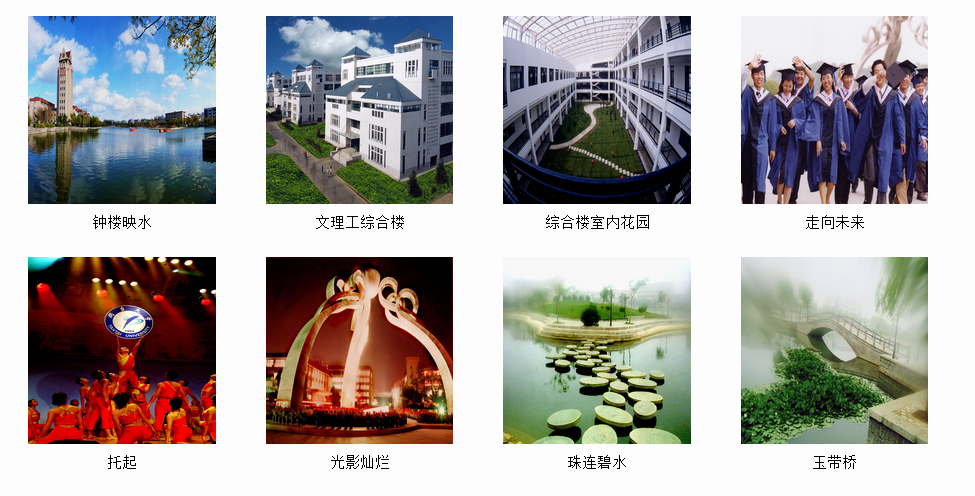 钟楼映水
文理工综合楼
综合楼室内花园
走向未来
托起
光影灿烂
珠连碧水
玉带桥